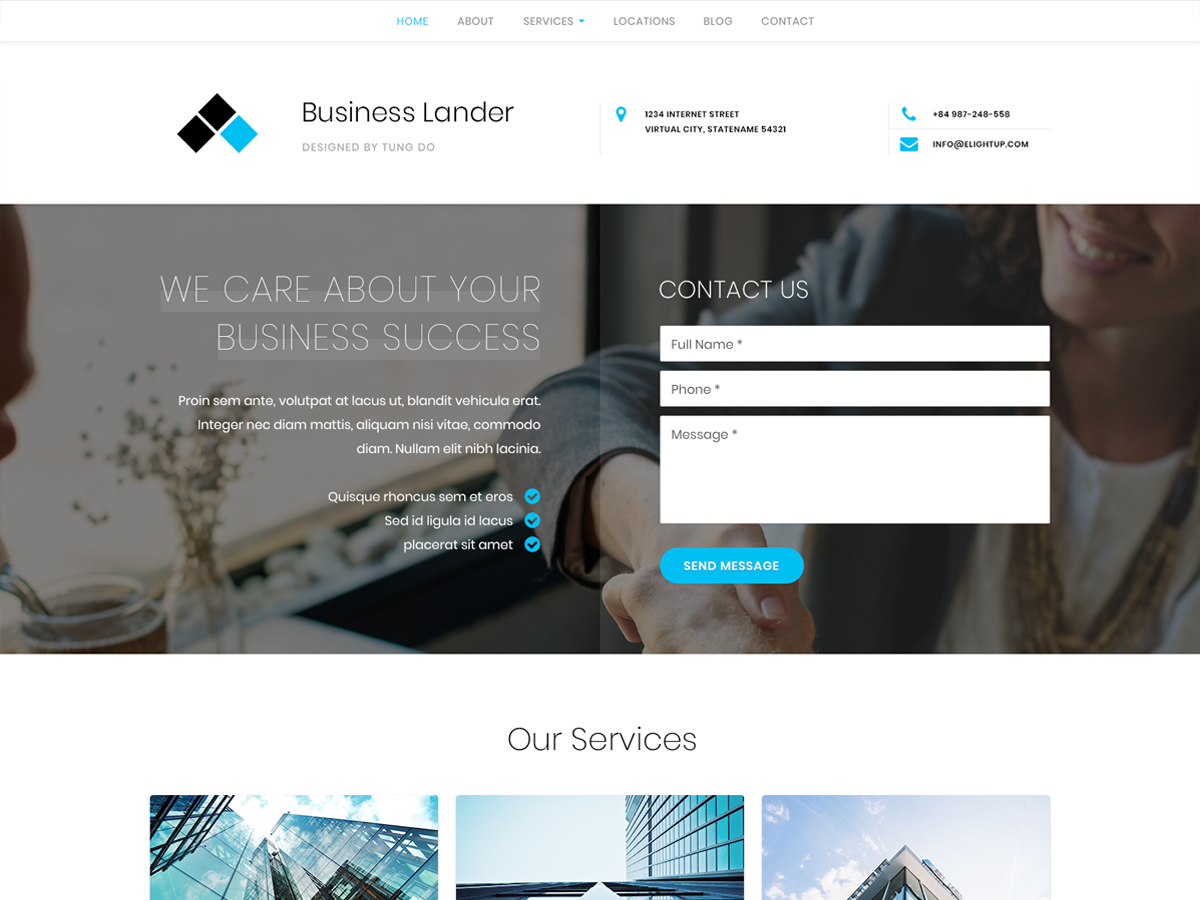 HOME ABOUT SERVICES LOCATIONS BLOG CONTACT
Business Lander
DESIGNED BY TUNG DO
1234 INTERNET STREET
VIRTUAL CITY, STATENAME 54321
+84 987-248-558
INFO@ELIGHTUP.COM
WE CARE ABOUT YOUR
BUSINESS SUCCESS
Proin sem ante, volutpat at lacus ut, blandit vehicula erat.
Integer nec diam mattis, aliquam nisi vitae, commodo
diam. Nullam elit nibh lacinia.
Quisque rhoncus sem et eros
Sed id ligula id lacus
placerat sit amet
CONTACT US
Full Name *
Phone *
Message *
SEND MESSAGE
Our Services